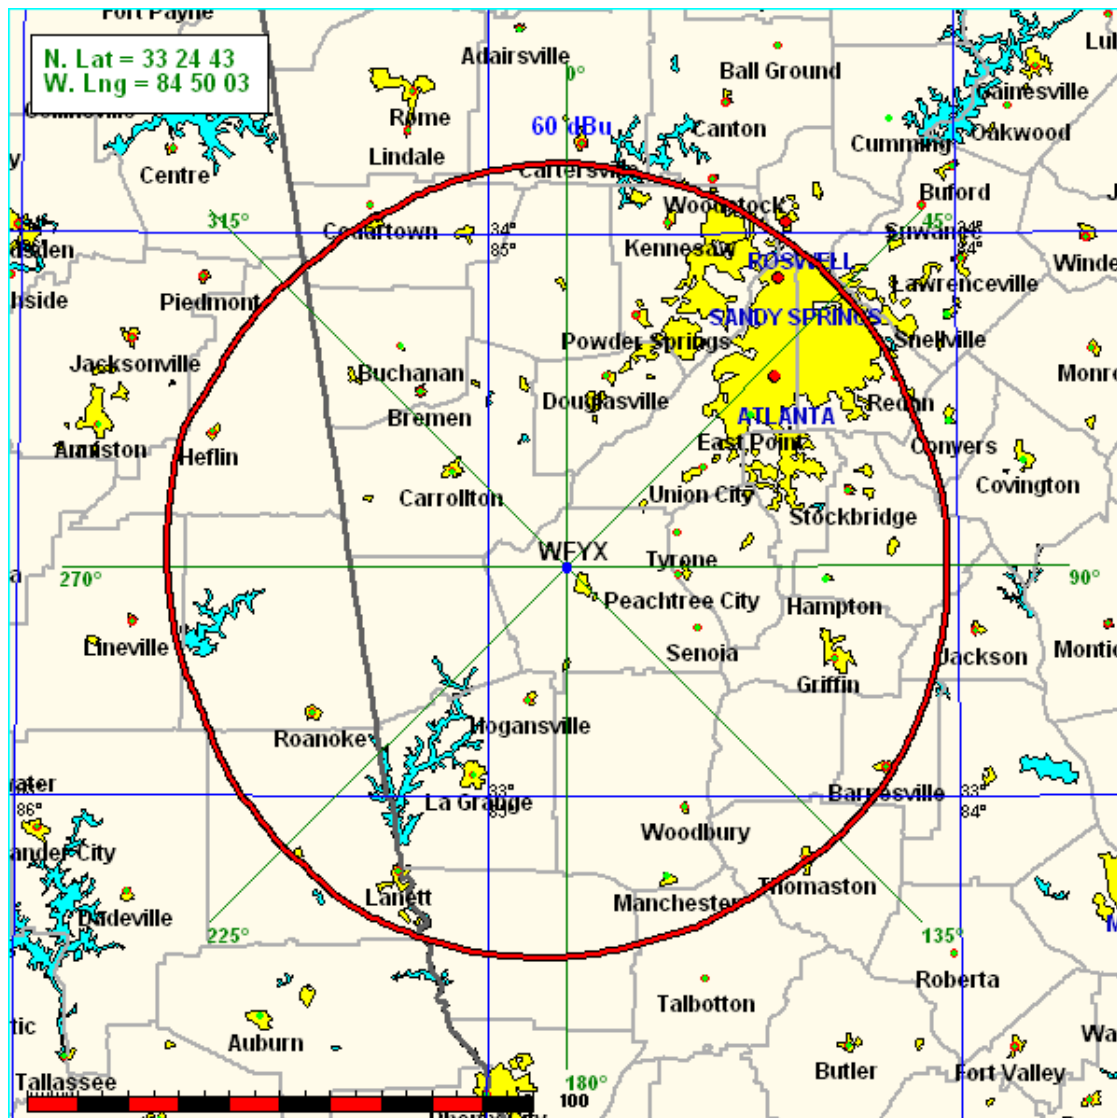 Fort Payne
N. Lat = 33 24 43
W. Lng = 84 50 03
Adairsville
0°
Ball Ground
Gainesville
Rome
60 dBu
Canton
Oakwood
Lindale
Cumming
Centre
Cartersville
Buford
Woodstock
315°
45°
Cedartown
34°
85°
Kennesaw
Suwanee
34°
84°
ROSWELL
Piedmont
Lawrenceville
SANDY SPRINGS
Powder Springs
Snellville
Jacksonville
Buchanan
Bremen
Douglasville
Redan
ATLANTA
East Point
Anniston
Heflin
Conyers
Carrollton
Union City
Covington
Stockbridge
WFYX
Tyrone
270°
90°
Peachtree City
Hampton
Lineville
Senoia
Jackson
Griffin
Hogansville
Roanoke
La Grange
Barnesville
86°
33°
85°
33°
84°
Woodbury
ander City
Lanett
Manchester
Thomaston
Dadeville
225°
135°
Roberta
Talbotton
Auburn
Butler
Fort Valley
Tallassee
180°
100